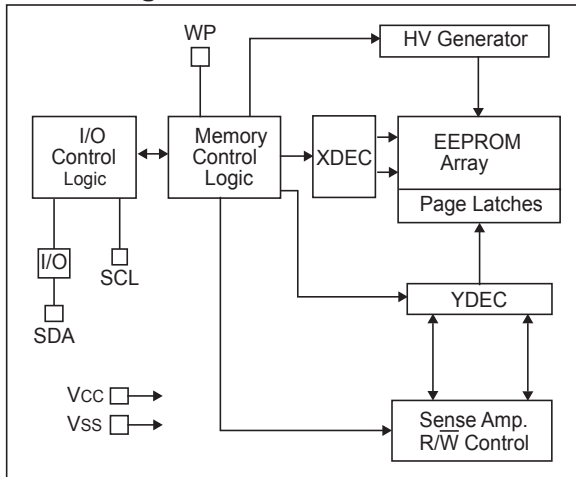 WP
HV Generator
I/O
Control
Logic
Memory
Control
Logic
XDEC
EEPROM
Array
Page Latches
I/O
SCL
SDA
YDEC
VCC
VSS
Sense Amp.
R/W̅ Control